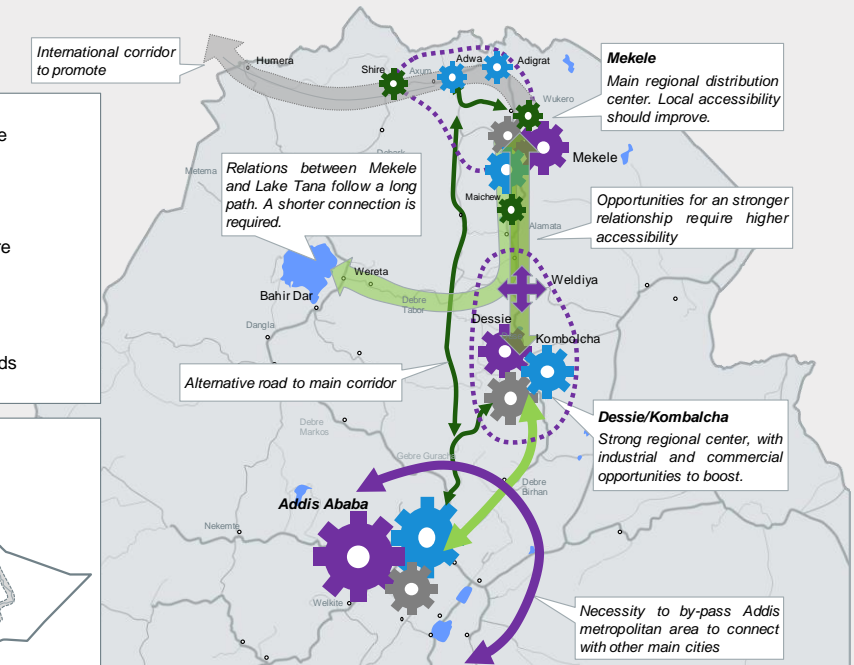 International corridor
to promote
Humera
Shire
Axum
Adwa
Adigrat
Mekele
Main regional distribution
center. Local accessibility
should improve.
Wukero
Metema
Relations between Mekele
and Lake Tana follow a long
path. A shorter connection is
required.
Mekele
Maichew
Opportunities for an stronger
relationship require higher
accessibility
Alamata
Wereta
Weldiya
Bahir Dar
Debre
Tabor
Dessie
Dangla
Kombolcha
Alternative road to main corridor
Dessie/Kombalcha
Strong regional center, with
industrial and commercial
opportunities to boost.
Debre
Markos
Debre
Birhan
Addis Ababa
Nekemte
Welkite
Necessity to by-pass Addis
metropolitan area to connect
with other main cities